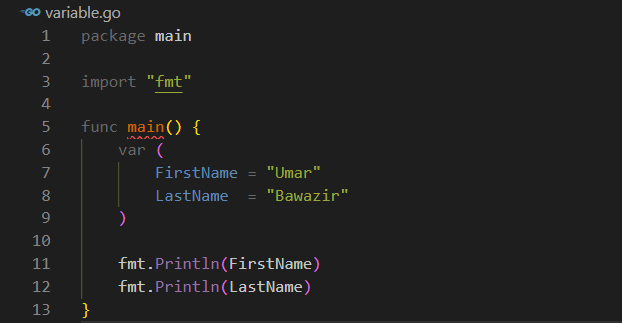 GO variable.go
1 package main
2
3 import "fmt"
4
5 func main() {
6     var (
7         FirstName = "Umar"
8         LastName  = "Bawazir"
9     )
10
11     fmt.Println(FirstName)
12     fmt.Println(LastName)
13 }